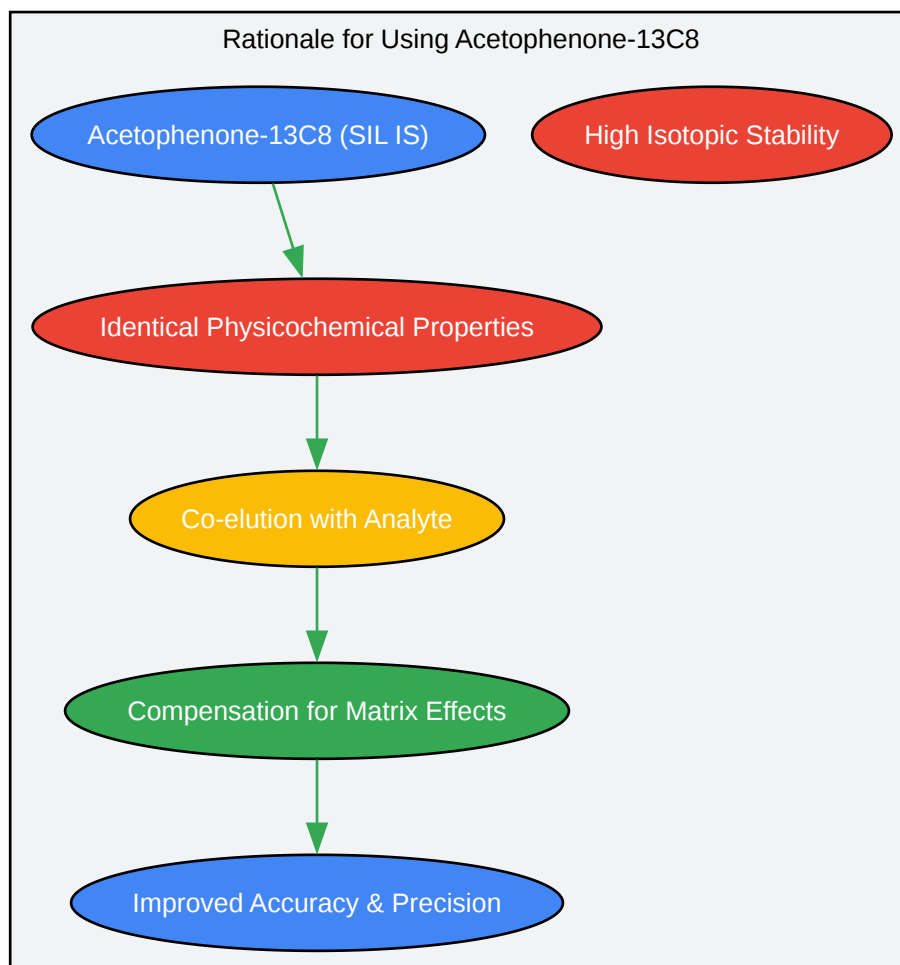 Rationale for Using Acetophenone-13C8
Acetophenone-13C8 (SIL IS)
High Isotopic Stability
Identical Physicochemical Properties
Co-elution with Analyte
Compensation for Matrix Effects
Improved Accuracy & Precision